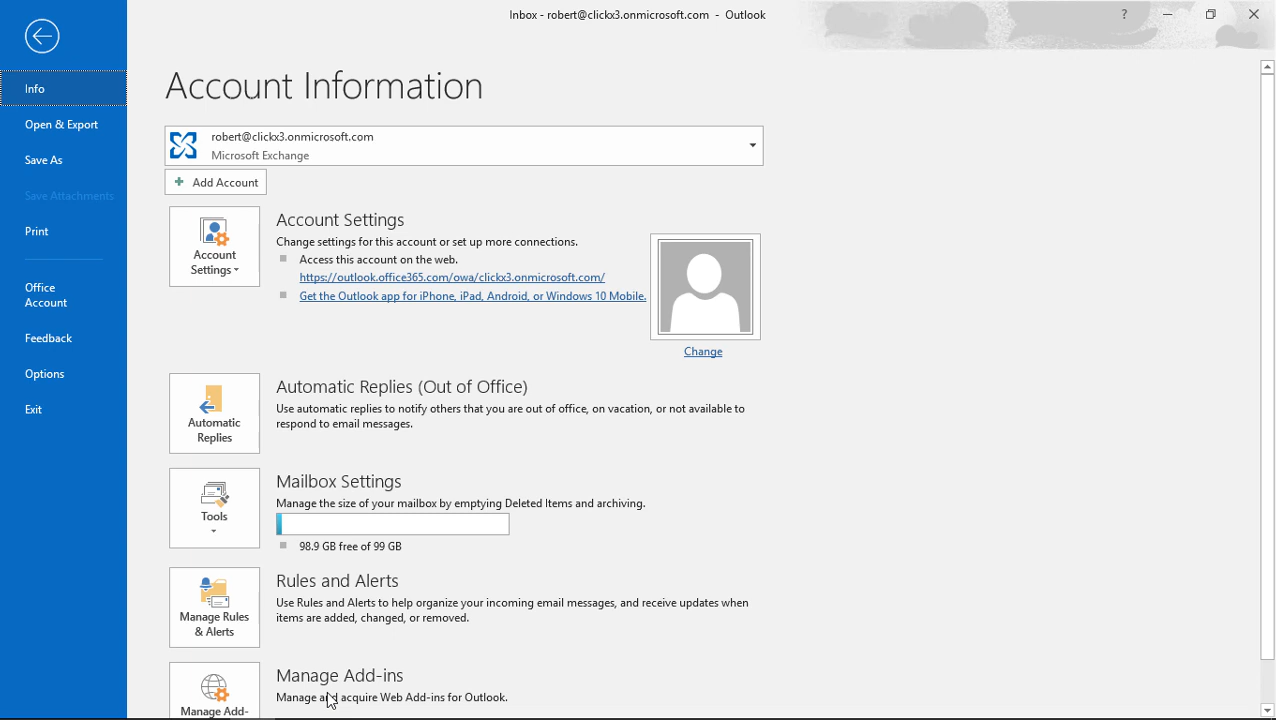 Inbox - robert@clickx3.onmicrosoft.com - Outlook
?
Info
Open & Export
Save As
Save Attachments
Print
Office
Account
Feedback
Options
Exit
Account Information
robert@clickx3.onmicrosoft.com
Microsoft Exchange
Add Account
Account
Settings
Account Settings
Change settings for this account or set up more connections.
Access this account on the web.
https://outlook.office365.com/owa/clickx3.onmicrosoft.com/
Get the Outlook app for iPhone, iPad, Android, or Windows 10 Mobile.
Change
Automatic
Replies
Automatic Replies (Out of Office)
Use automatic replies to notify others that you are out of office, on vacation, or not available to
respond to email messages.
Tools
Mailbox Settings
Manage the size of your mailbox by emptying Deleted Items and archiving.
98.9 GB free of 99 GB
Manage Rules
& Alerts
Rules and Alerts
Use Rules and Alerts to help organize your incoming email messages, and receive updates when
items are added, changed, or removed.
Manage Add-
Manage Add-ins
Manage and acquire Web Add-ins for Outlook.